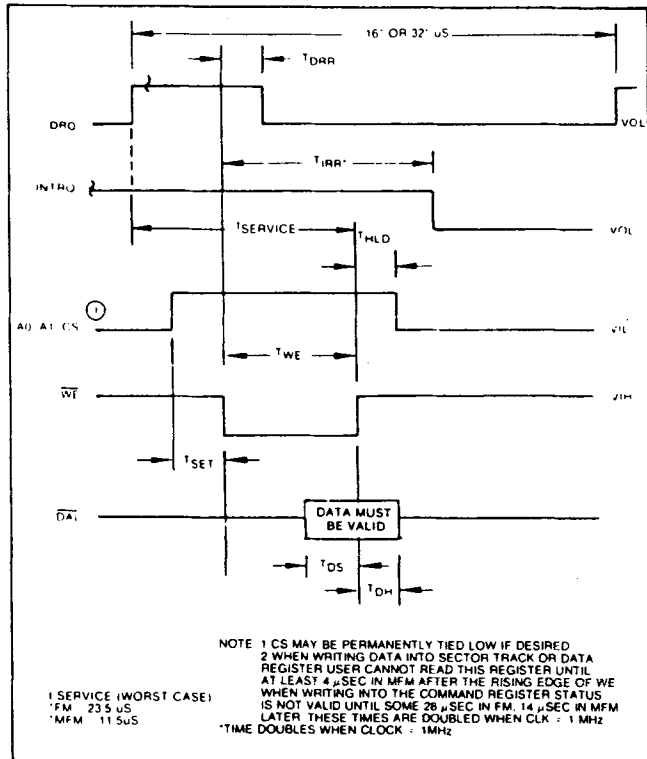 16* OR 32* uS
TDRR
DRQ
VOL
TIRR*
INTRQ
TSERVICE
VOL
THLD
1
A0 A1 CS
VIL
TWE
WE
VIH
TSET
DAL
DATA MUST
BE VALID
TDS
TDH
NOTE 1 CS MAY BE PERMANENTLY TIED LOW IF DESIRED
2 WHEN WRITING DATA INTO SECTOR TRACK OR DATA
REGISTER USER CANNOT READ THIS REGISTER UNTIL
AT LEAST 4 µSEC IN MFM AFTER THE RISING EDGE OF WE
WHEN WRITING INTO THE COMMAND REGISTER STATUS
IS NOT VALID UNTIL SOME 28 µSEC IN FM, 14 µSEC IN MFM
LATER THESE TIMES ARE DOUBLED WHEN CLK = 1 MHz
*TIME DOUBLES WHEN CLOCK = 1MHz
SERVICE (WORST CASE)
*FM 23.5 uS
*MFM 11.5uS